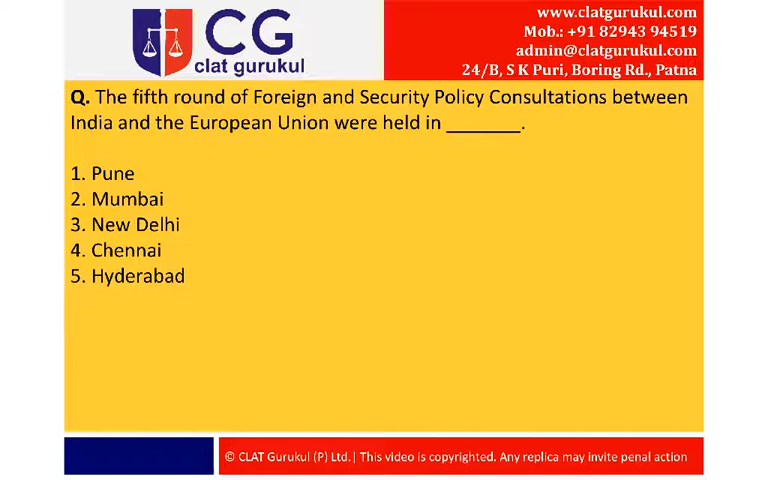 CG
clat gurukul
www.clatgurukul.com
Mob.: +91 82943 94519
admin@clatgurukul.com
24/B, S K Puri, Boring Rd., Patna
Q. The fifth round of Foreign and Security Policy Consultations between
India and the European Union were held in _______.
1. Pune
2. Mumbai
3. New Delhi
4. Chennai
5. Hyderabad
© CLAT Gurukul (P) Ltd.| This video is copyrighted. Any replica may invite penal action